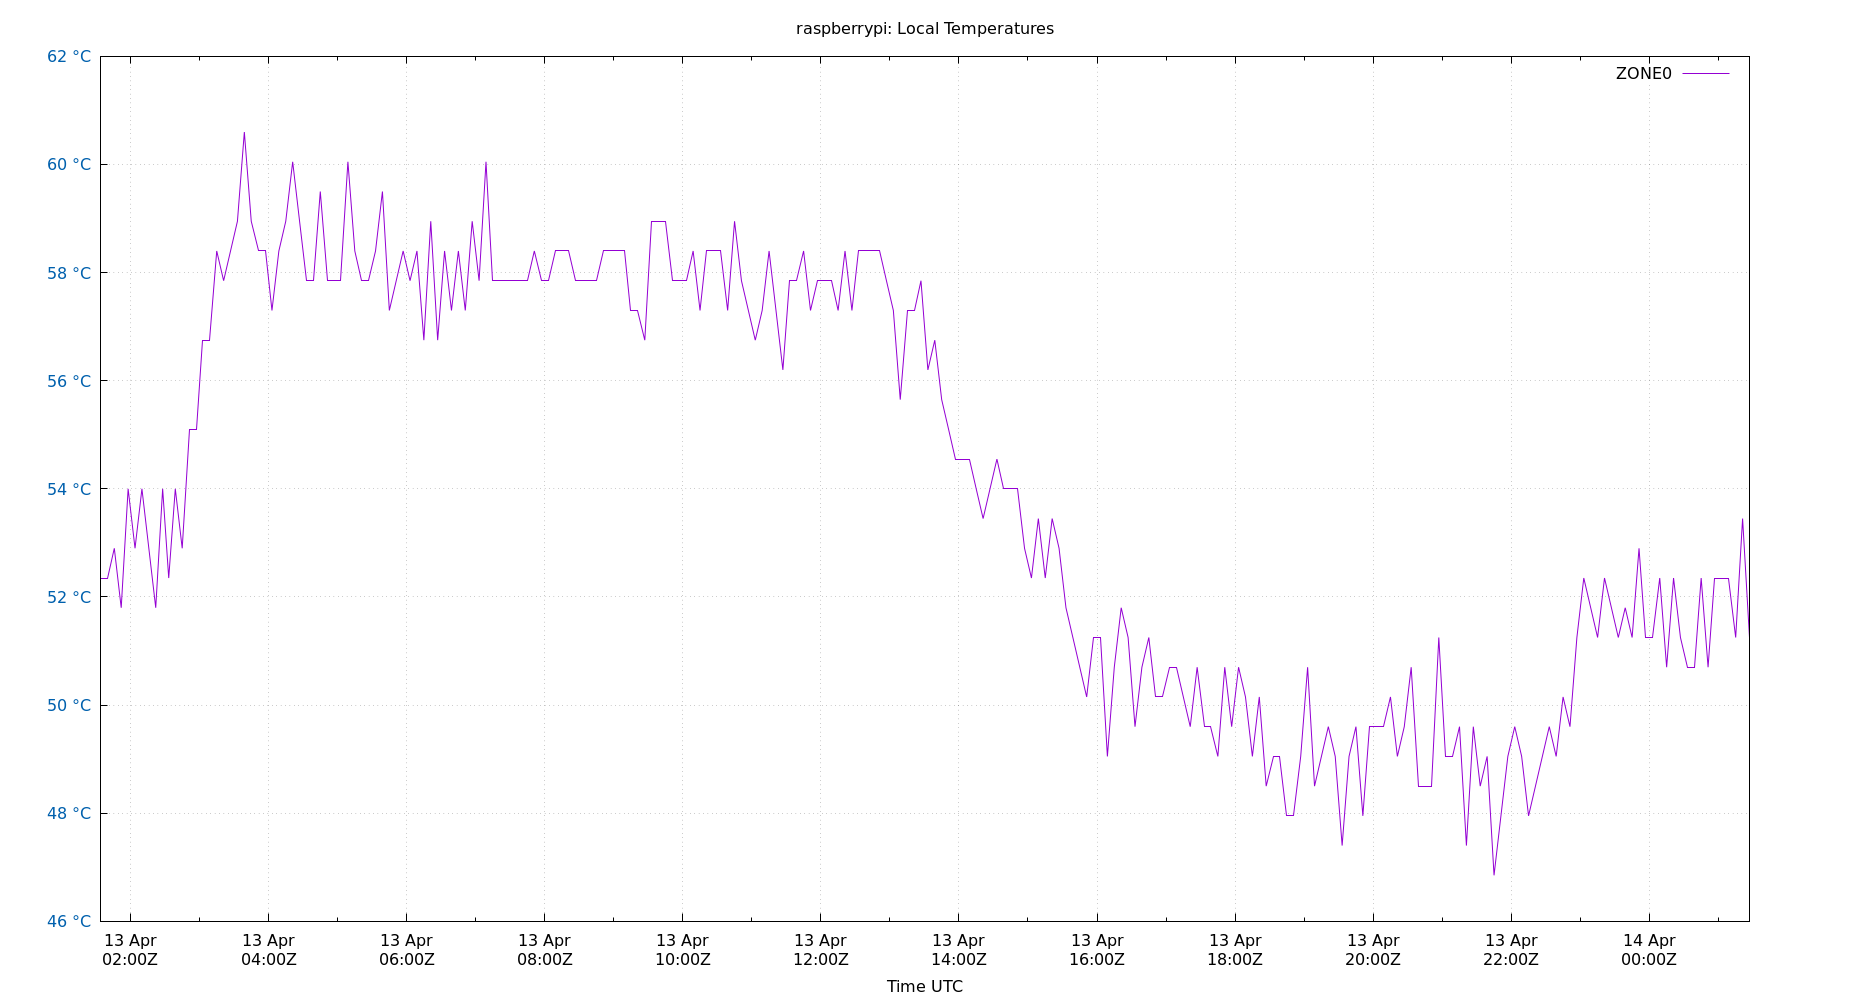 raspberrypi: Local Temperatures
62 °C
ZONE0
60 °C
58 °C
56 °C
54 °C
52 °C
50 °C
48 °C
46 °C
13 Apr 13 Apr 13 Apr 13 Apr 13 Apr 13 Apr 13 Apr 13 Apr 13 Apr 13 Apr 13 Apr 14 Apr
02:00Z 04:00Z 06:00Z 08:00Z 10:00Z 12:00Z 14:00Z 16:00Z 18:00Z 20:00Z 22:00Z 00:00Z
Time UTC